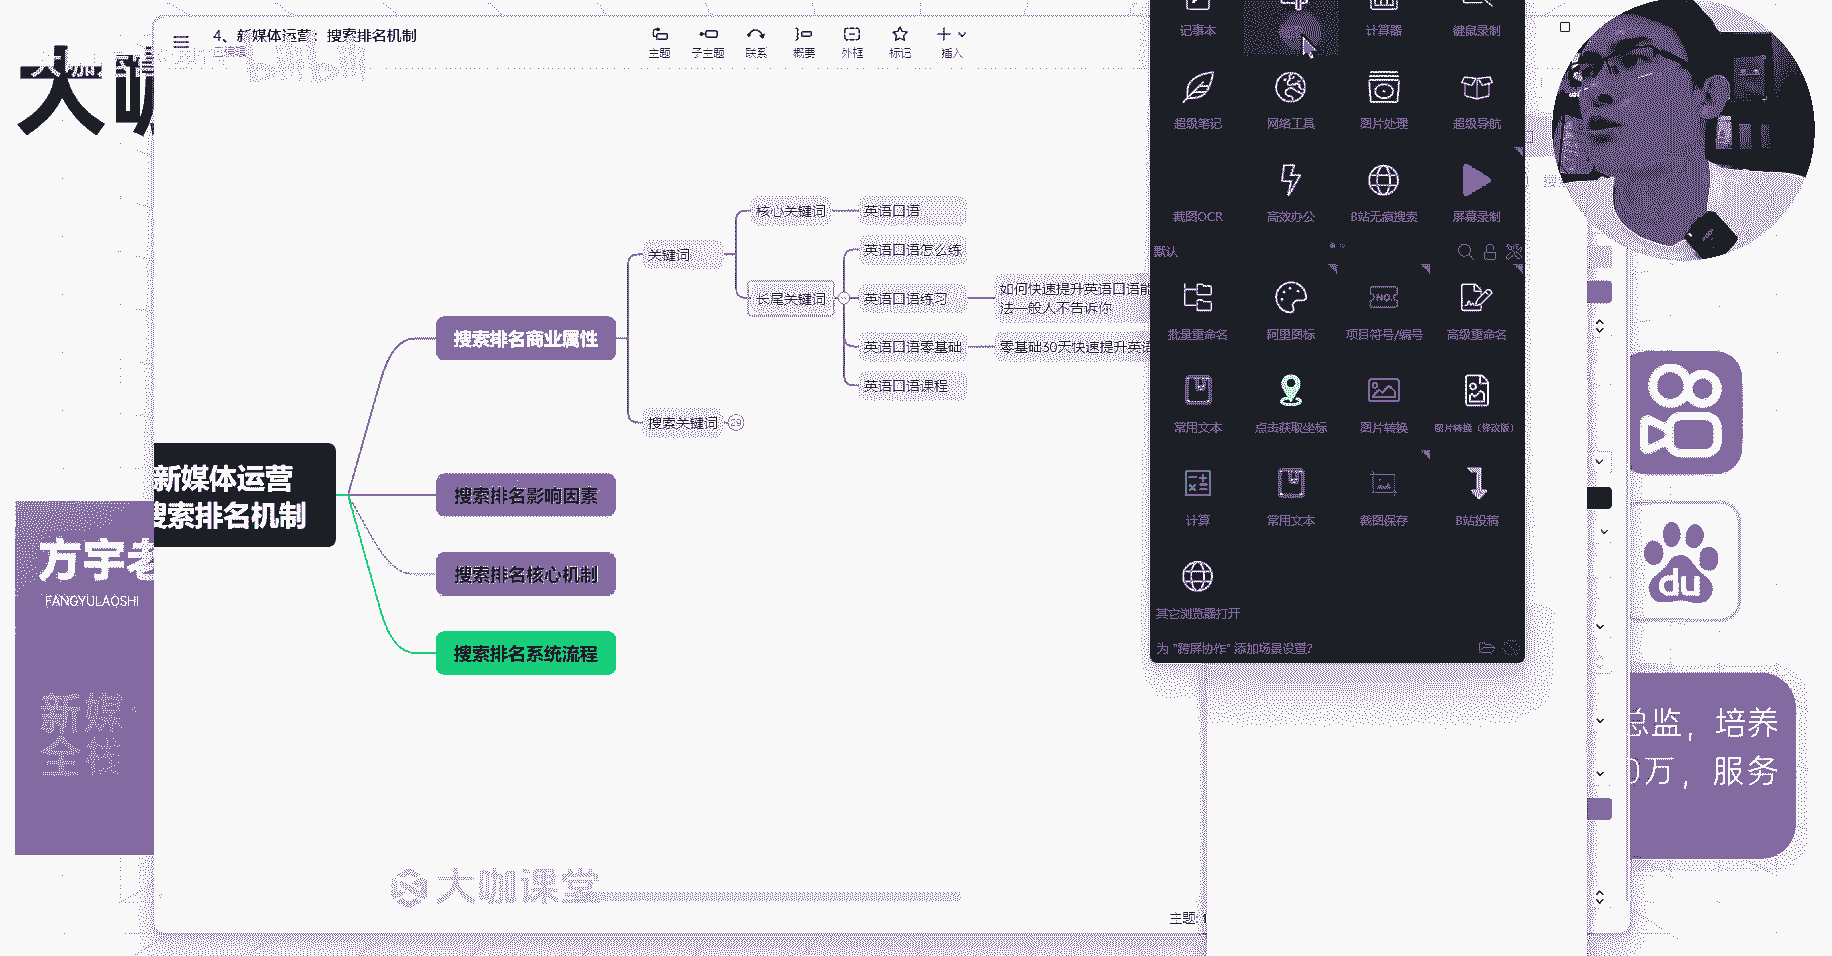 4、新媒体运营：搜索排名机制
已编辑
主题
子主题
联系
概要
外框
标记
插入
方宇老
FANGYULAOSHI
新媒
全栈
新媒体运营
搜索排名机制
搜索排名商业属性
搜索排名影响因素
搜索排名核心机制
搜索排名系统流程
关键词
搜索关键词
29
核心关键词
长尾关键词
英语口语
英语口语怎么练
英语口语练习
英语口语零基础
英语口语课程
如何快速提升英语口语能
法一般人不告诉你
零基础30天快速提升英语
大咖课堂
主题: 1
记事本
计算器
键鼠录制
超级笔记
网络工具
图片处理
超级导航
截图OCR
高效办公
B站无痕搜索
屏幕录制
默认
批量重命名
阿里图标
项目符号/编号
高级重命名
常用文本
点击获取坐标
图片转换
图片转换（修改版）
计算
常用文本
截图保存
B站投稿
其它浏览器打开
为 "跨屏协作" 添加场景设置?
du
总监，培养
0万，服务